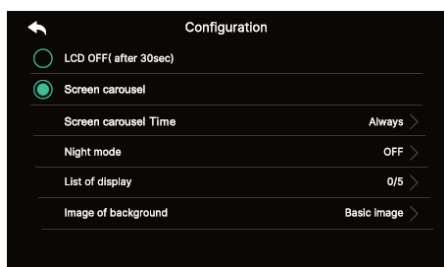 Configuration
LCD OFF( after 30sec)
Screen carousel
Screen carousel Time Always
Night mode OFF
List of display 0/5
Image of background Basic image